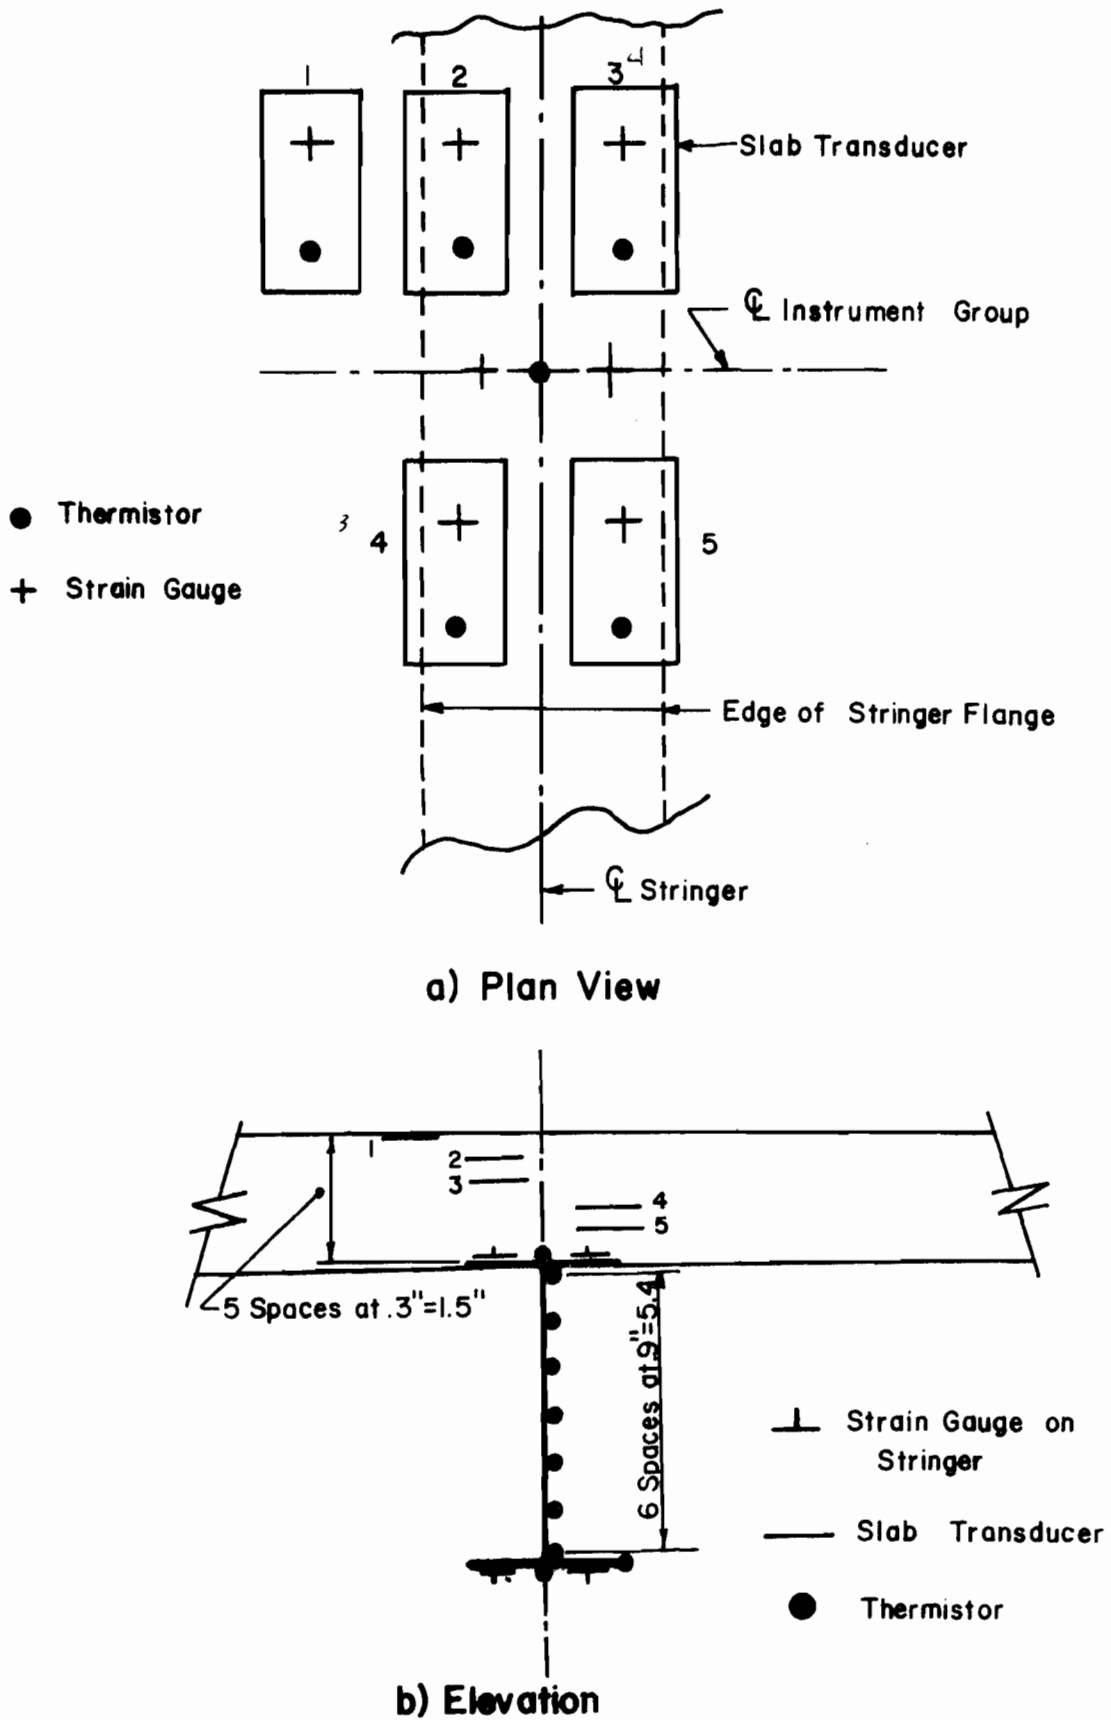 1
2
3 4
Slab Transducer
℄ Instrument Group
Thermistor
3
4
5
Strain Gauge
Edge of Stringer Flange
℄ Stringer
a) Plan View
1
2
3
4
5
5 Spaces at .3"=1.5"
6 Spaces at .9"=5.4
Strain Gauge on
Stringer
Slab Transducer
Thermistor
b) Elevation